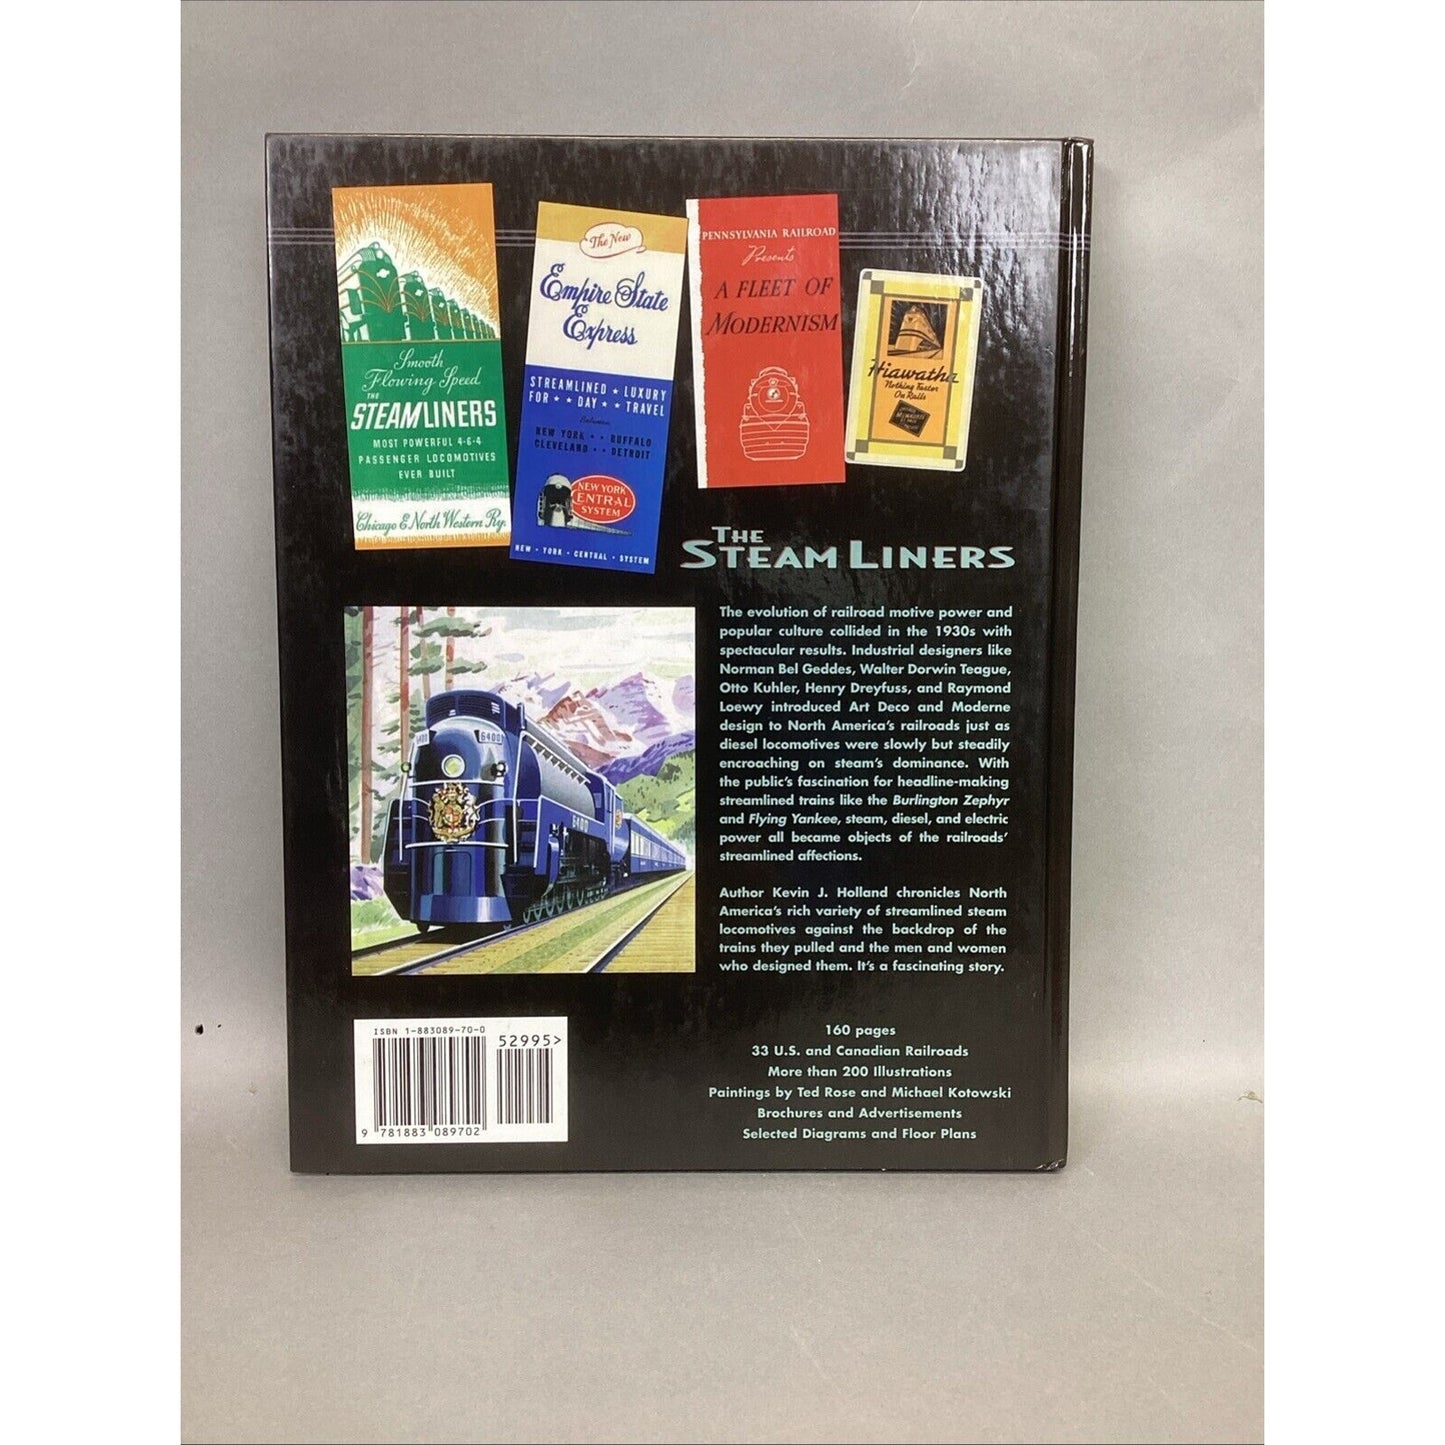 Smooth
Flowing Speed
THE
STEAMLINERS
MOST POWERFUL 4-6-4
PASSENGER LOCOMOTIVES
EVER BUILT
Chicago & North Western Ry.
The New
Empire State
Express
STREAMLINED ★ LUXURY
FOR ★ ★ DAY ★ ★ TRAVEL
Between
NEW YORK • • BUFFALO
CLEVELAND • • DETROIT
NEW YORK
CENTRAL
SYSTEM
NEW • YORK • CENTRAL • SYSTEM
PENNSYLVANIA RAILROAD
Presents
A FLEET OF
MODERNISM
Hiawatha
Nothing Faster
On Rails
THE
STEAM LINERS
The evolution of railroad motive power and
popular culture collided in the 1930s with
spectacular results. Industrial designers like
Norman Bel Geddes, Walter Dorwin Teague,
Otto Kuhler, Henry Dreyfuss, and Raymond
Loewy introduced Art Deco and Moderne
design to North America's railroads just as
diesel locomotives were slowly but steadily
encroaching on steam's dominance. With
the public's fascination for headline-making
streamlined trains like the Burlington Zephyr
and Flying Yankee, steam, diesel, and electric
power all became objects of the railroads'
streamlined affections.
Author Kevin J. Holland chronicles North
America's rich variety of streamlined steam
locomotives against the backdrop of the
trains they pulled and the men and women
who designed them. It's a fascinating story.
6400
6400
ISBN 1-883089-70-0
52995>
9 781883 089702
160 pages
33 U.S. and Canadian Railroads
More than 200 Illustrations
Paintings by Ted Rose and Michael Kotowski
Brochures and Advertisements
Selected Diagrams and Floor Plans